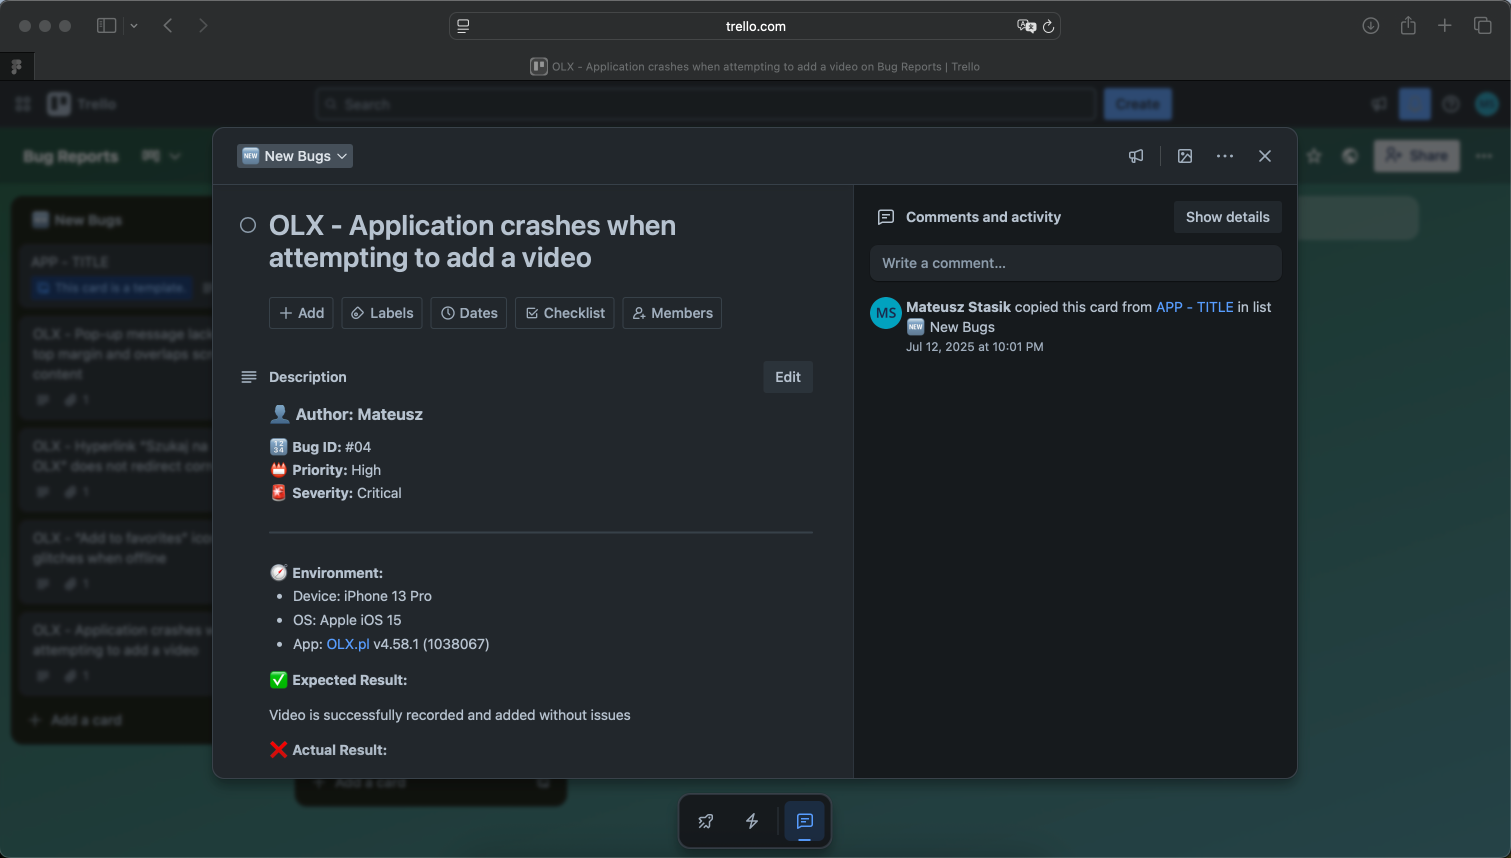 trello.com
OLX - Application crashes when attempting to add a video on Bug Reports | Trello
Trello
Search
Create
Bug Reports
Share
New Bugs
APP - TITLE
This card is a template.
OLX - Pop-up message lack
top margin and overlaps scr
content
1
OLX - Hyperlink "Szukaj na
OLX" does not redirect corr
1
OLX - "Add to favorites" ico
glitches when offline
1
OLX - Application crashes w
attempting to add a video
1
Add a card
Add a card
NEW New Bugs
OLX - Application crashes when
attempting to add a video
Add
Labels
Dates
Checklist
Members
Description
Edit
Author: Mateusz
1234 Bug ID: #04
Priority: High
Severity: Critical
Environment:
• Device: iPhone 13 Pro
• OS: Apple iOS 15
• App: OLX.pl v4.58.1 (1038067)
Expected Result:
Video is successfully recorded and added without issues
Actual Result:
Comments and activity
Show details
Write a comment...
MS
Mateusz Stasik copied this card from APP - TITLE in list
NEW New Bugs
Jul 12, 2025 at 10:01 PM